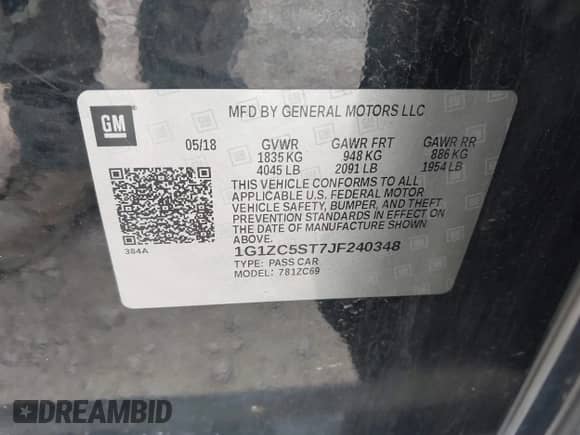 GM
MFD BY GENERAL MOTORS LLC
05/18 GVWR GAWR FRT GAWR RR
1835 KG 948 KG 886 KG
4045 LB 2091 LB 1954 LB
THIS VEHICLE CONFORMS TO ALL
APPLICABLE U.S. FEDERAL MOTOR
VEHICLE SAFETY, BUMPER, AND THEFT
PREVENTION STANDARDS IN EFFECT ON
THE DATE OF MANUFACTURE SHOWN
ABOVE.
384A
1G1ZC5ST7JF240348
TYPE: PASS CAR
MODEL: 781ZC69
DREAMBID